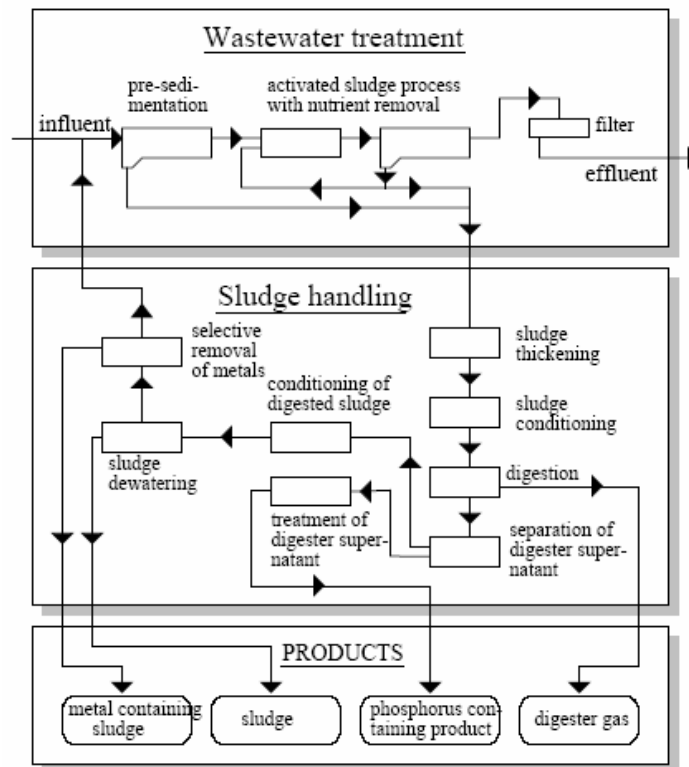 Wastewater treatment
pre-sedi-
mentation
activated sludge process
with nutrient removal
influent
filter
effluent
Sludge handling
selective
removal
of metals
sludge
thickening
conditioning of
digested sludge
sludge
conditioning
sludge
dewatering
digestion
treatment of
digester super-
natant
separation of
digester super-
natant
PRODUCTS
metal containing
sludge
sludge
phosphorus con-
taining product
digester gas